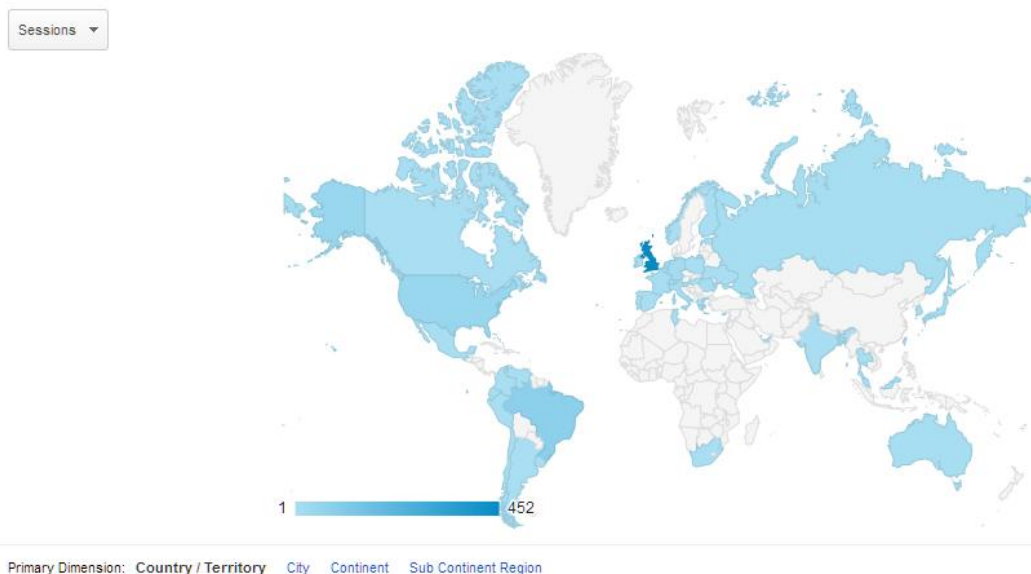 Sessions
1 452
Primary Dimension: Country / Territory City Continent Sub Continent Region